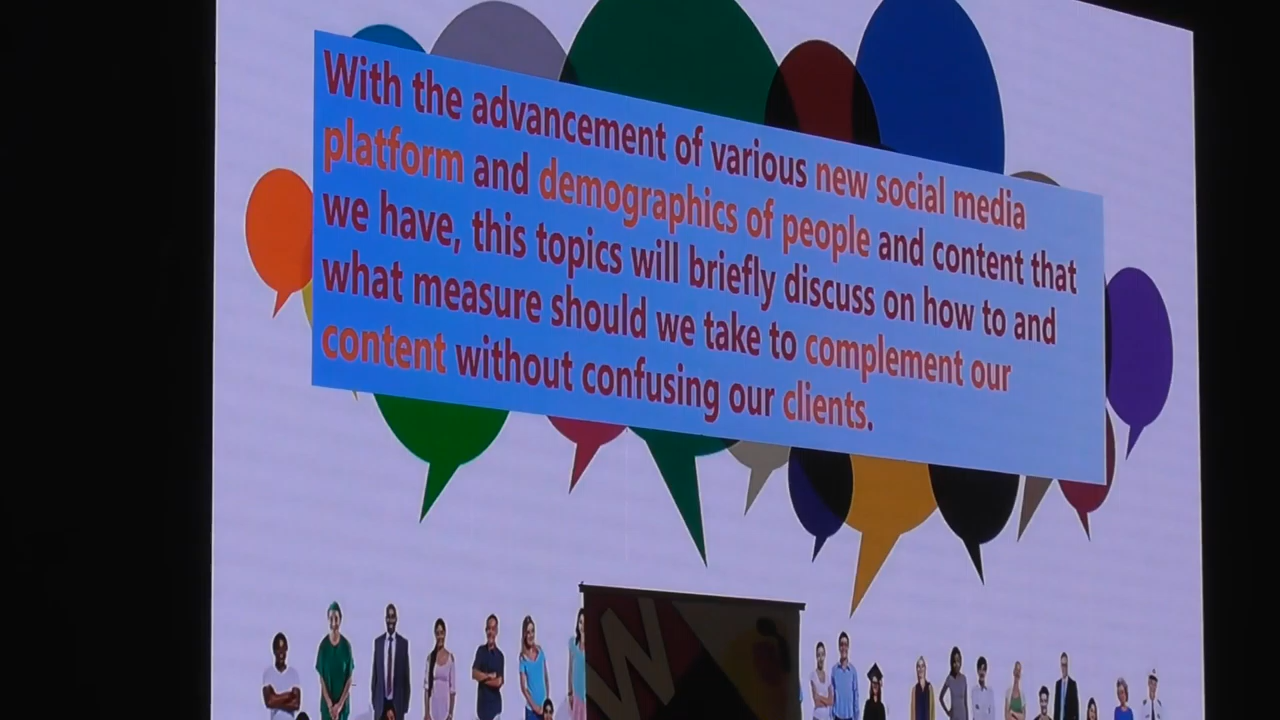 With the advancement of various new social media
platform and demographics of people and content that
we have, this topics will briefly discuss on how to and
what measure should we take to complement our
content without confusing our clients.
W